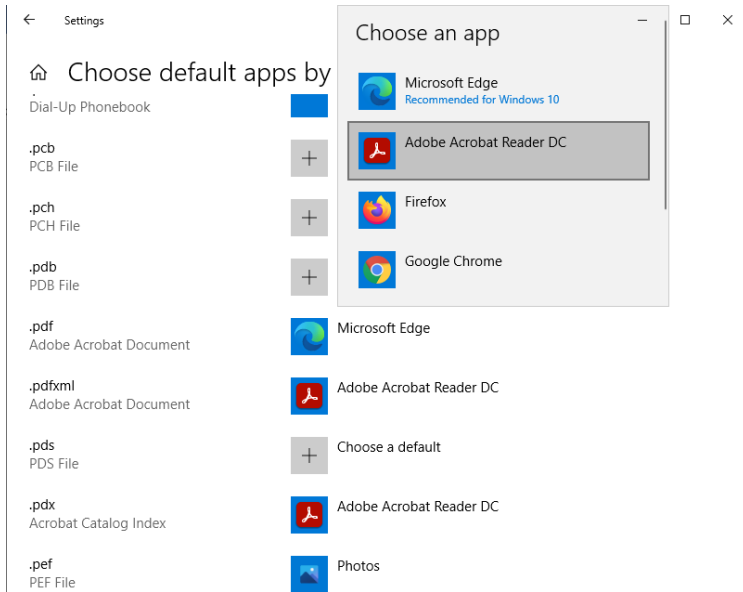 Settings
Choose default apps by
Dial-Up Phonebook
.pcb
PCB File
.pch
PCH File
.pdb
PDB File
.pdf
Adobe Acrobat Document
Microsoft Edge
.pdfxml
Adobe Acrobat Document
Adobe Acrobat Reader DC
.pds
PDS File
Choose a default
.pdx
Acrobat Catalog Index
Adobe Acrobat Reader DC
.pef
PEF File
Photos
Choose an app
Microsoft Edge
Recommended for Windows 10
Adobe Acrobat Reader DC
Firefox
Google Chrome